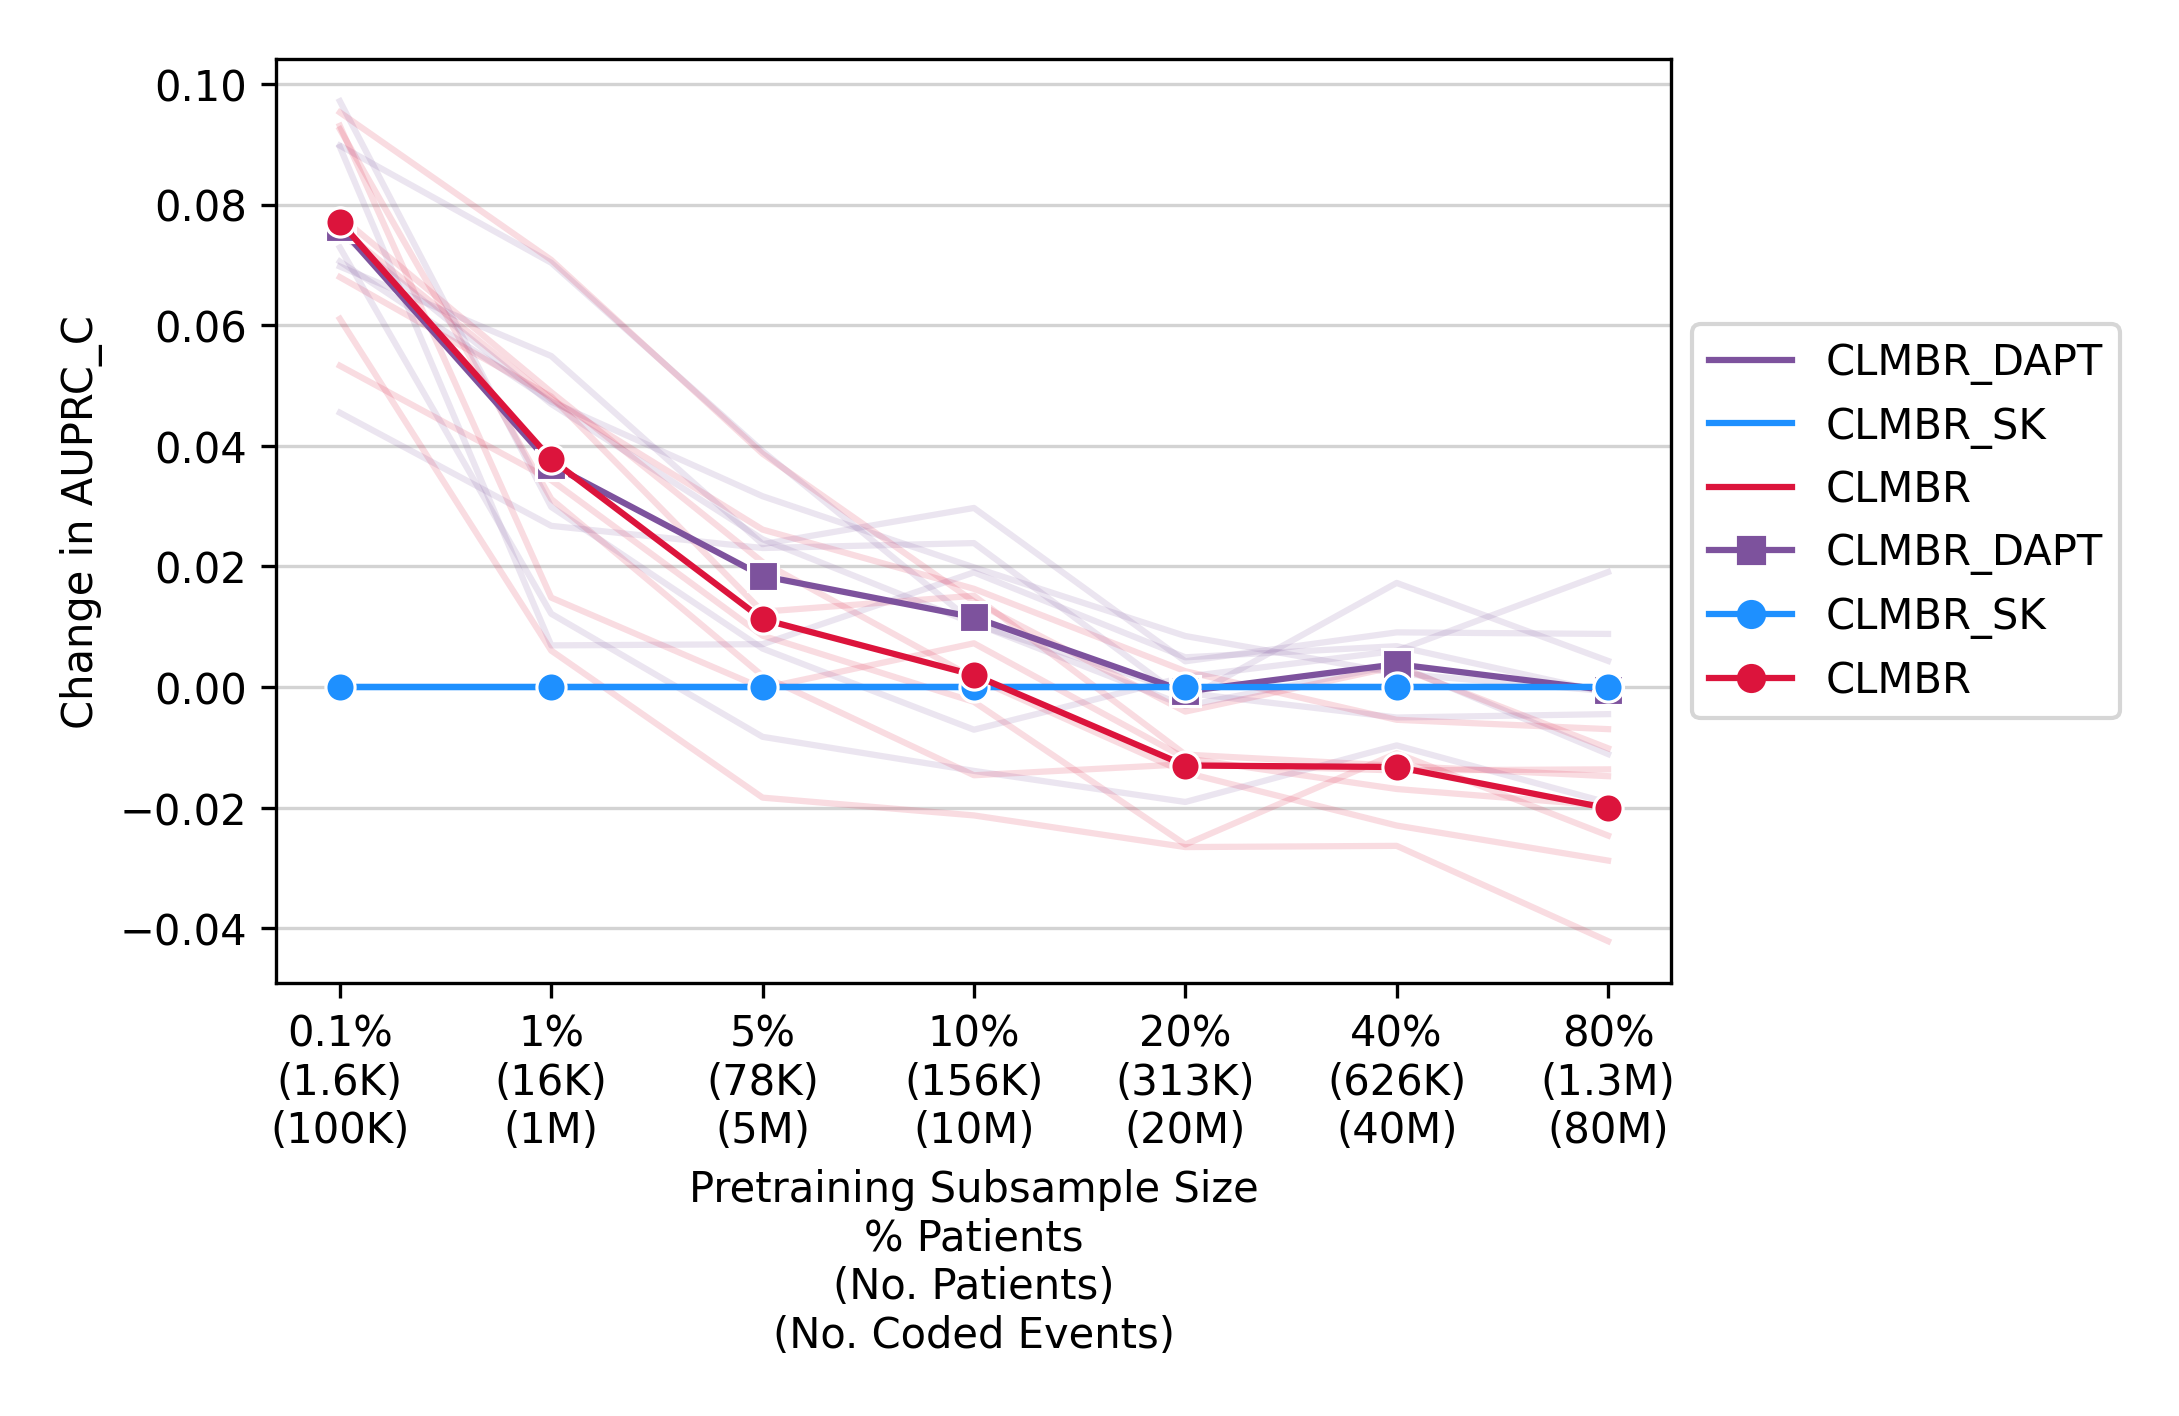 Change in AUPRC_C
0.10
0.08
0.06
0.04
0.02
0.00
−0.02
−0.04
0.1% 1% 5% 10% 20% 40% 80%
(1.6K) (16K) (78K) (156K) (313K) (626K) (1.3M)
(100K) (1M) (5M) (10M) (20M) (40M) (80M)
Pretraining Subsample Size
% Patients
(No. Patients)
(No. Coded Events)
CLMBR_DAPT
CLMBR_SK
CLMBR
CLMBR_DAPT
CLMBR_SK
CLMBR